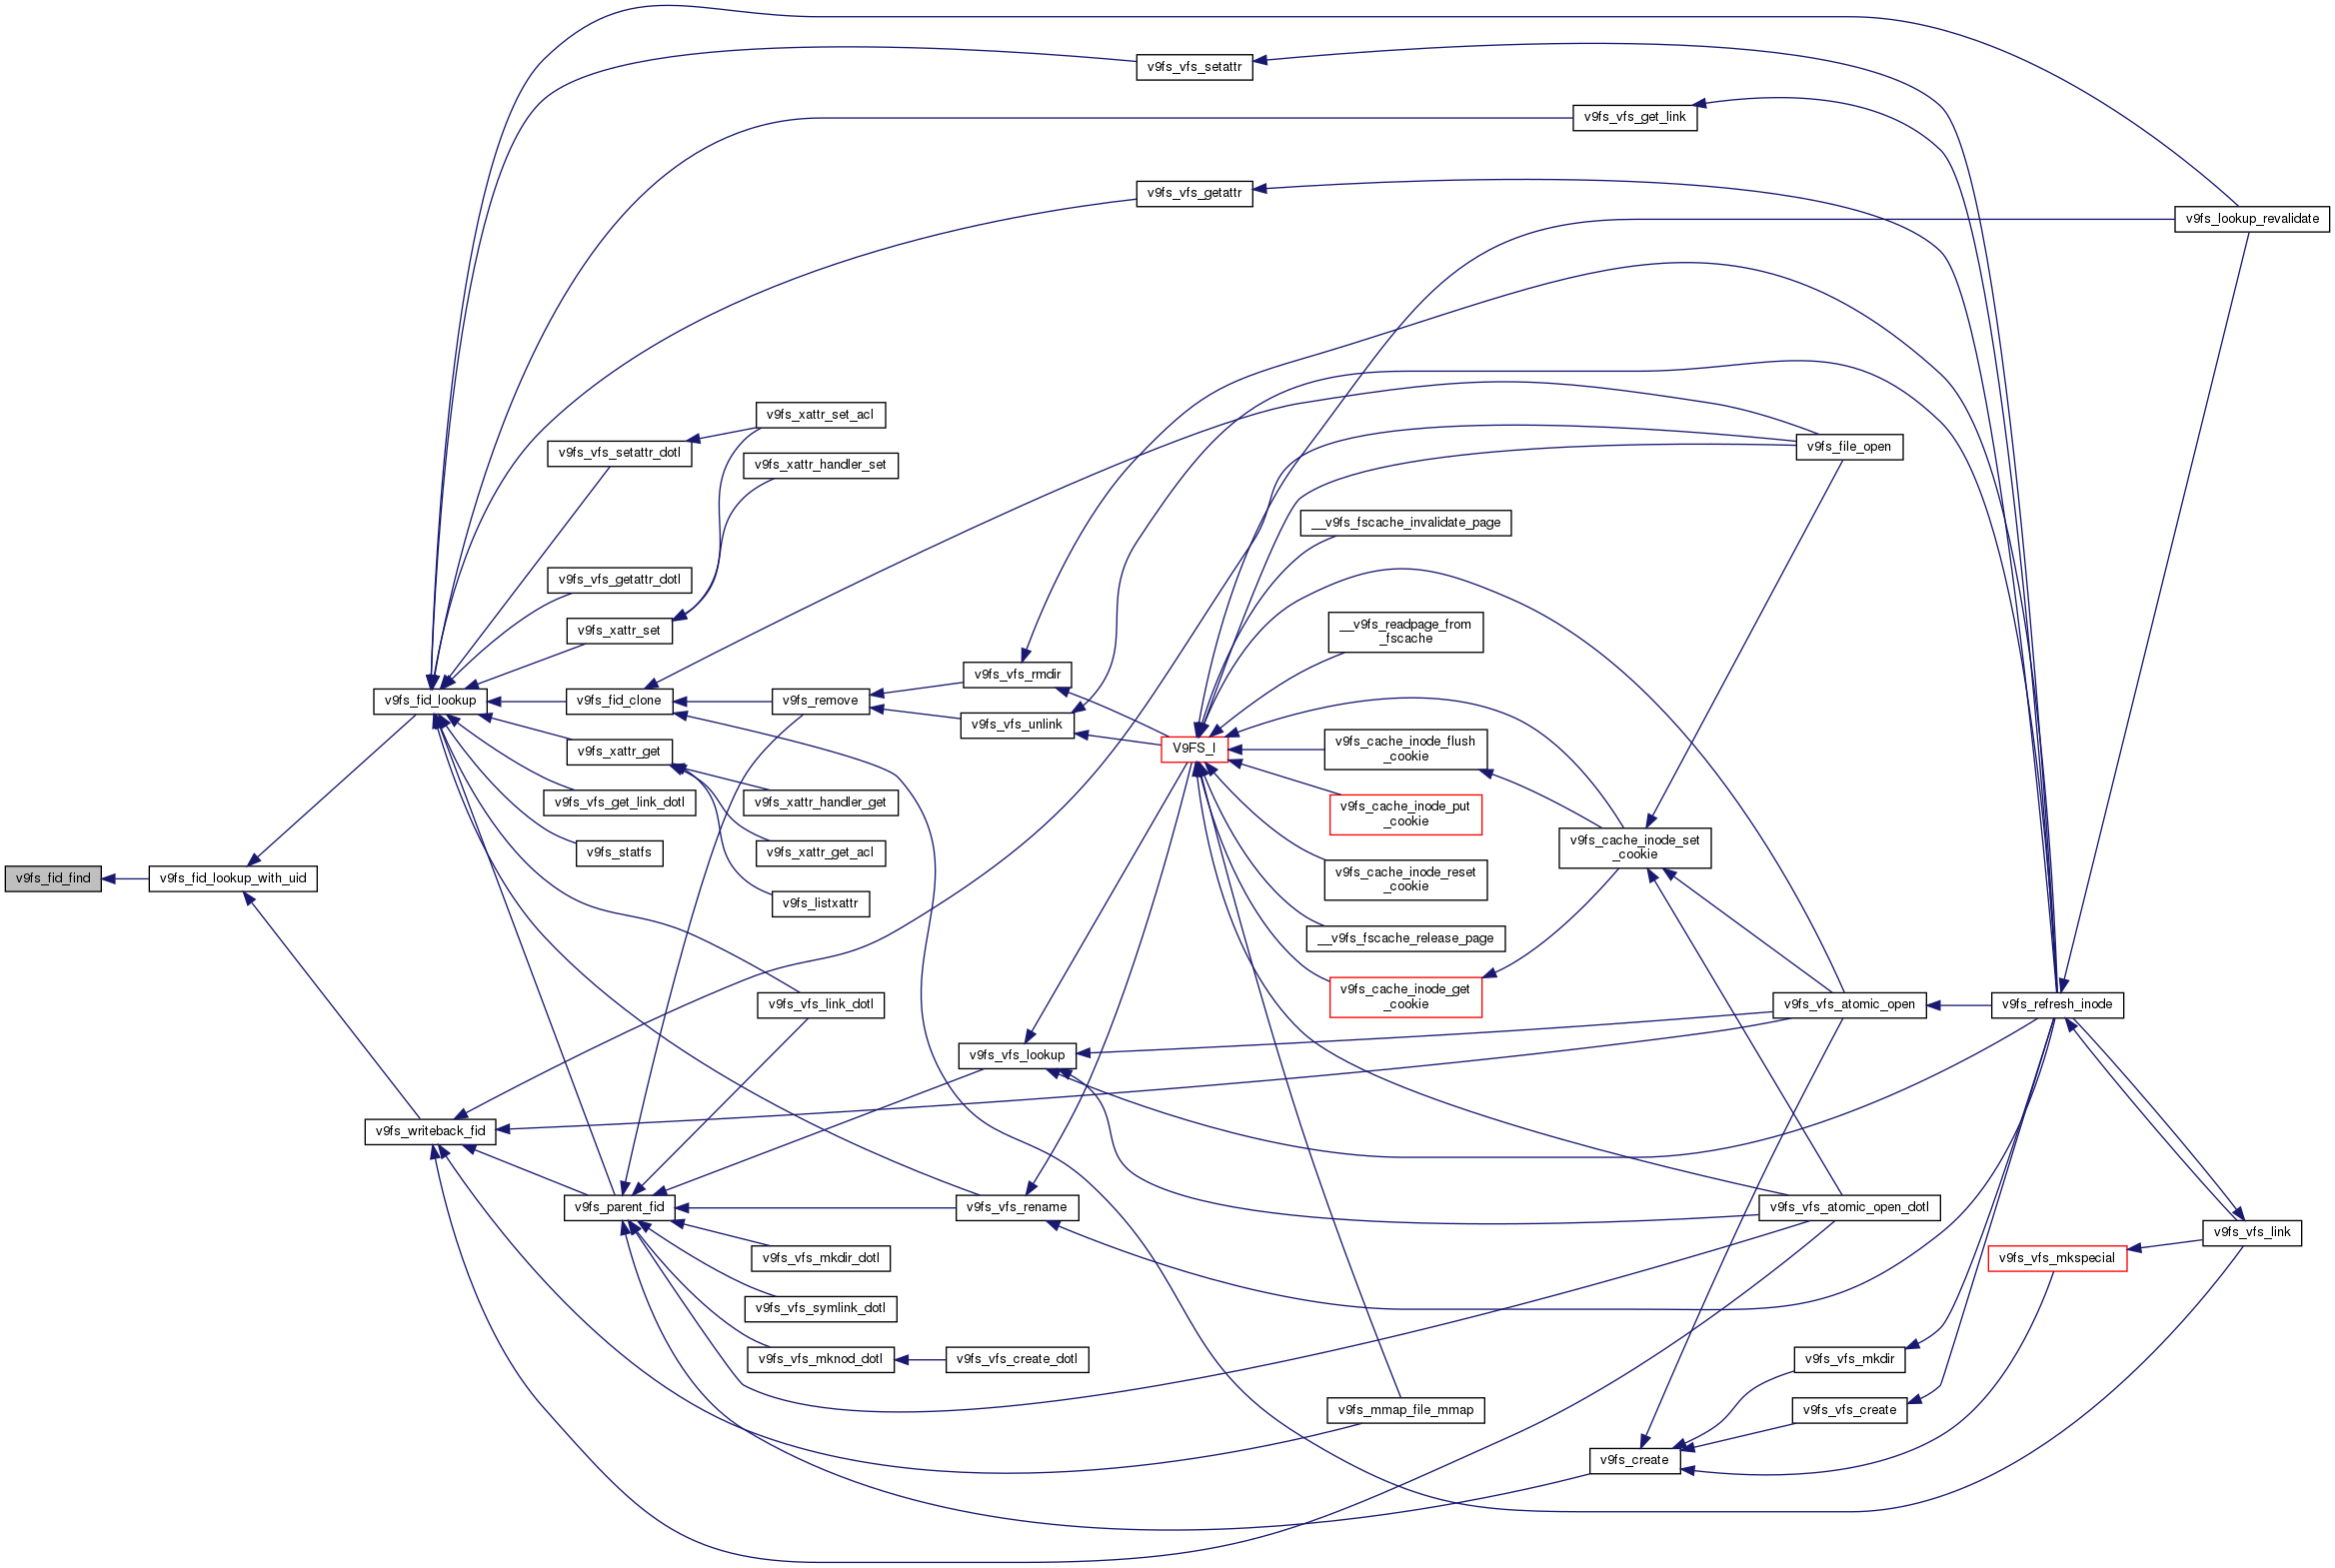 v9fs_vfs_setattr
v9fs_vfs_get_link
v9fs_vfs_getattr
v9fs_lookup_revalidate
v9fs_xattr_set_acl
v9fs_vfs_setattr_dotl
v9fs_file_open
v9fs_xattr_handler_set
__v9fs_fscache_invalidate_page
v9fs_vfs_getattr_dotl
v9fs_xattr_set
__v9fs_readpage_from
_fscache
v9fs_vfs_rmdir
v9fs_fid_lookup
v9fs_fid_clone
v9fs_remove
v9fs_vfs_unlink
v9fs_xattr_get
V9FS_I
v9fs_cache_inode_flush
_cookie
v9fs_vfs_get_link_dotl
v9fs_xattr_handler_get
v9fs_cache_inode_put
_cookie
v9fs_statfs
v9fs_xattr_get_acl
v9fs_cache_inode_set
_cookie
v9fs_fid_find
v9fs_fid_lookup_with_uid
v9fs_cache_inode_reset
_cookie
v9fs_listxattr
__v9fs_fscache_release_page
v9fs_cache_inode_get
_cookie
v9fs_vfs_link_dotl
v9fs_vfs_atomic_open
v9fs_refresh_inode
v9fs_vfs_lookup
v9fs_writeback_fid
v9fs_parent_fid
v9fs_vfs_rename
v9fs_vfs_atomic_open_dotl
v9fs_vfs_link
v9fs_vfs_mkdir_dotl
v9fs_vfs_mkspecial
v9fs_vfs_symlink_dotl
v9fs_vfs_mknod_dotl
v9fs_vfs_create_dotl
v9fs_vfs_mkdir
v9fs_mmap_file_mmap
v9fs_vfs_create
v9fs_create